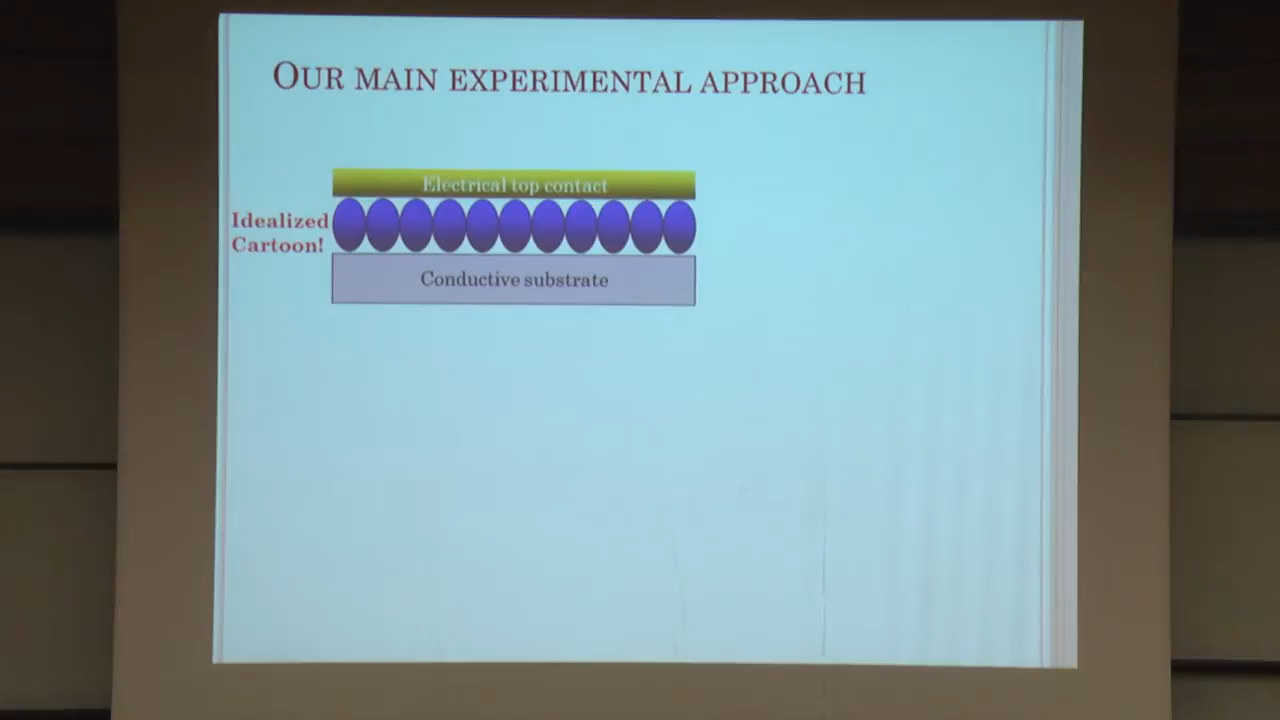 OUR MAIN EXPERIMENTAL APPROACH
Electrical top contact
Idealized
Cartoon!
Conductive substrate